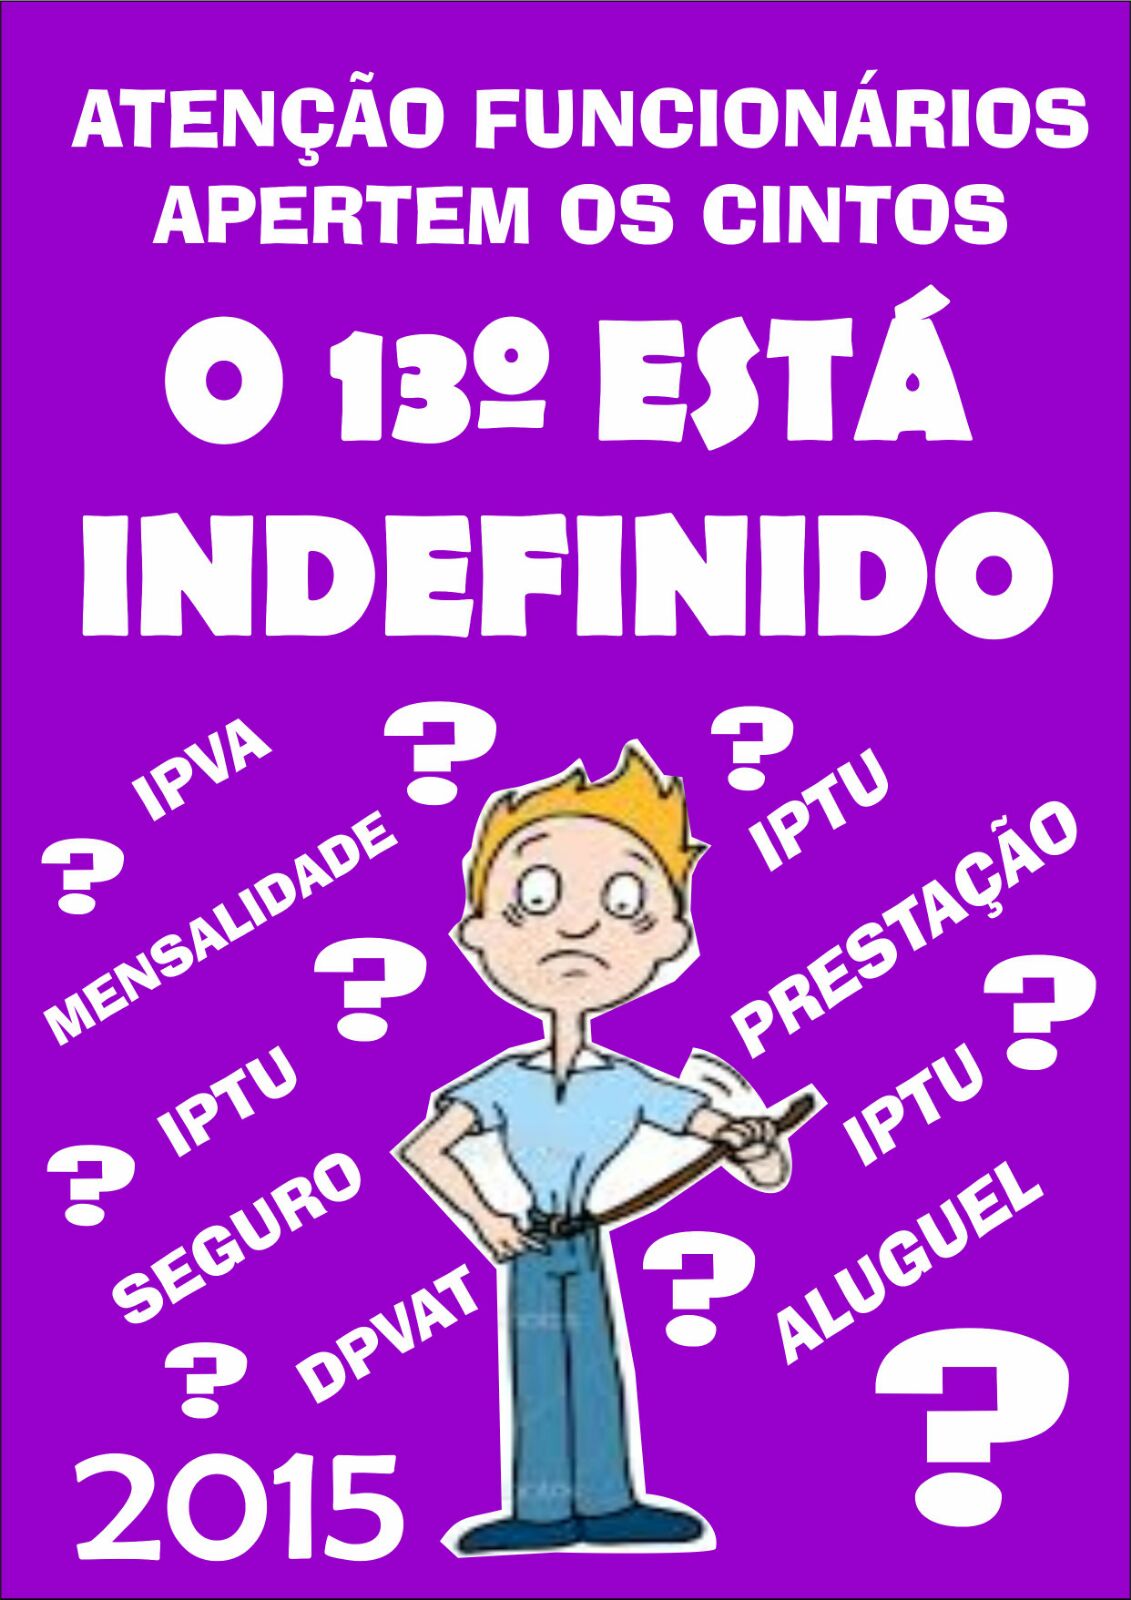 ATENÇÃO FUNCIONÁRIOS
APERTEM OS CINTOS
O 13º ESTÁ
INDEFINIDO
IPVA
?
?
IPTU
?
MENSALIDADE
PRESTAÇÃO
?
?
IPTU
IPTU
?
SEGURO
ALUGUEL
?
DPVAT
?
?
2015